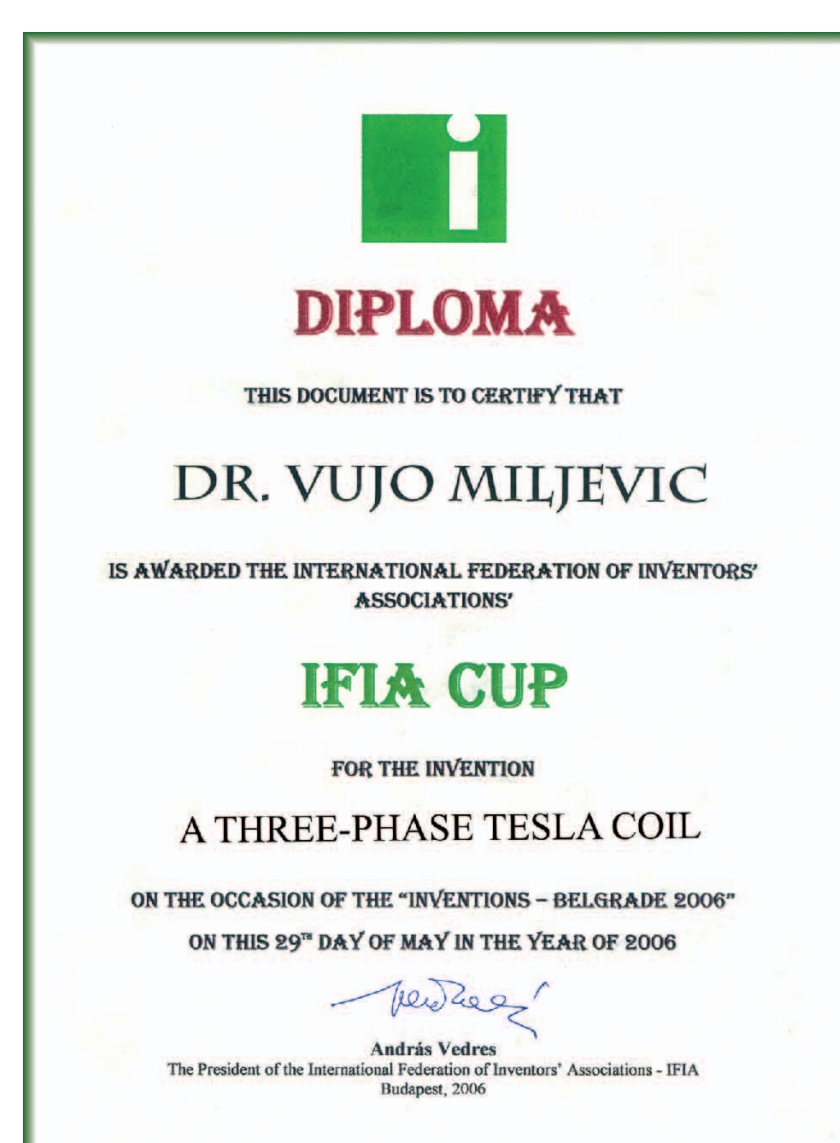 i
DIPLOMA
THIS DOCUMENT IS TO CERTIFY THAT
DR. VUJO MILJEVIC
IS AWARDED THE INTERNATIONAL FEDERATION OF INVENTORS'
ASSOCIATIONS'
IFIA CUP
FOR THE INVENTION
A THREE-PHASE TESLA COIL
ON THE OCCASION OF THE "INVENTIONS – BELGRADE 2006"
ON THIS 29TH DAY OF MAY IN THE YEAR OF 2006
András Vedres
The President of the International Federation of Inventors' Associations - IFIA
Budapest, 2006